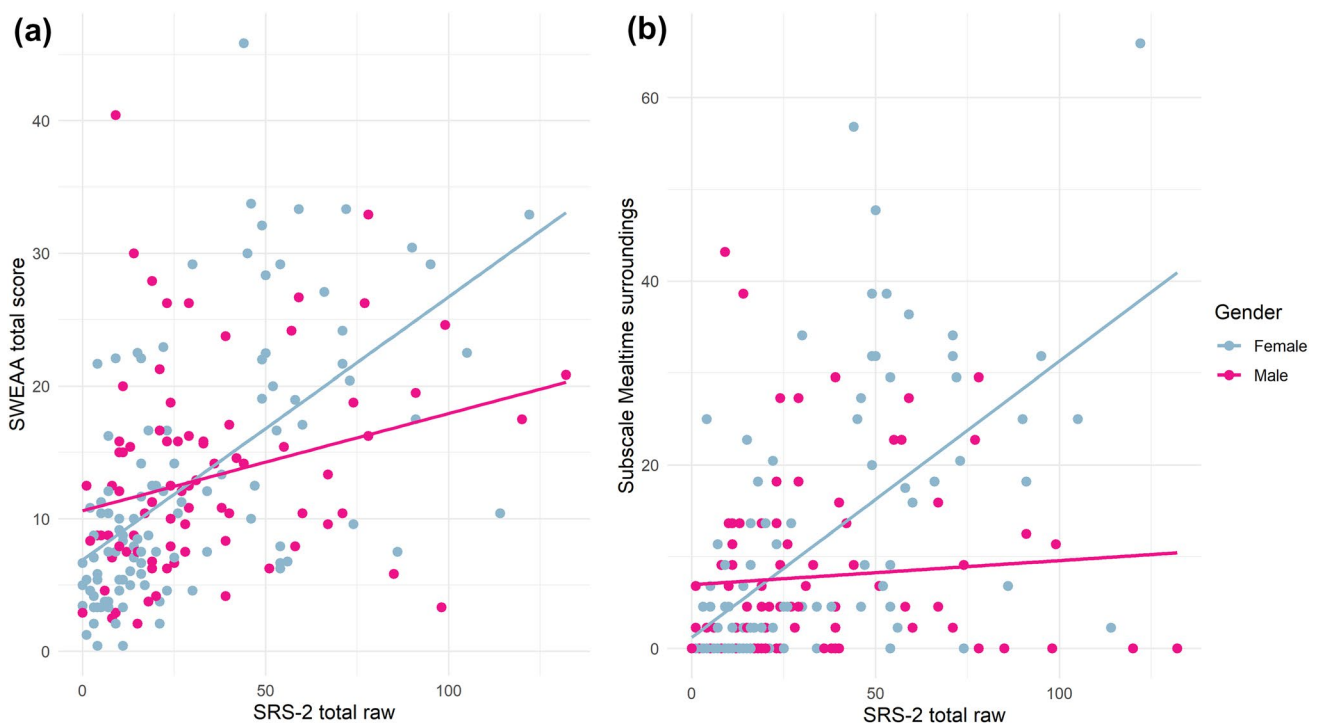 (a)
SWEAA total score
40
30
20
10
0
0 50 100
SRS-2 total raw
(b)
Subscale Mealtime surroundings
60
40
20
0
0 50 100
SRS-2 total raw
Gender
Female
Male